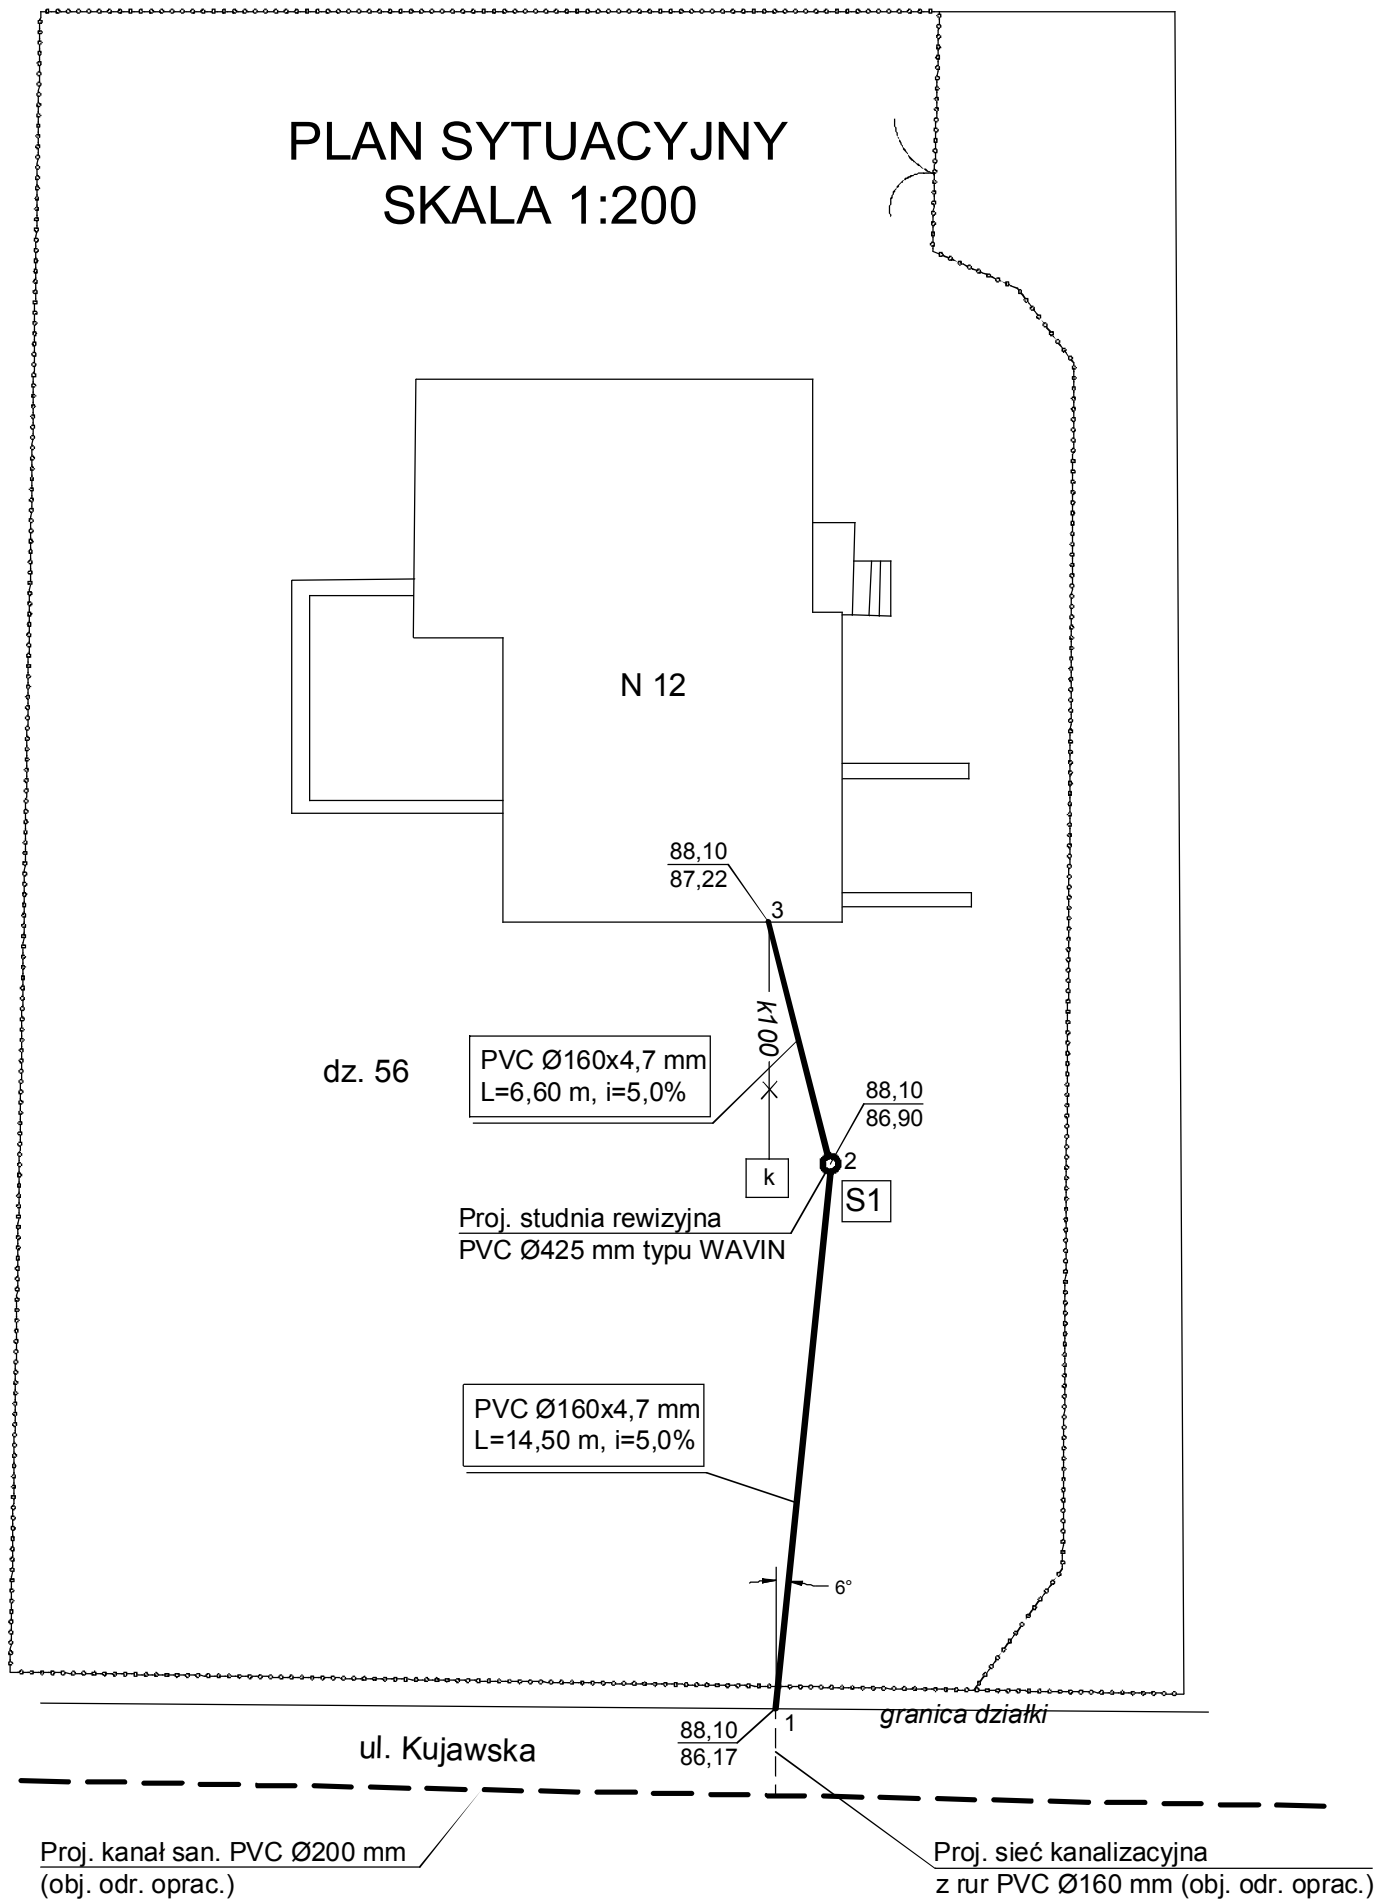 PLAN SYTUACYJNY
SKALA 1:200
N 12
88,10
87,22
3
k100
dz. 56
PVC Ø160x4,7 mm
L=6,60 m, i=5,0%
88,10
86,90
2
k
S1
Proj. studnia rewizyjna
PVC Ø425 mm typu WAVIN
PVC Ø160x4,7 mm
L=14,50 m, i=5,0%
6°
granica działki
1
88,10
86,17
ul. Kujawska
Proj. kanał san. PVC Ø200 mm
(obj. odr. oprac.)
Proj. sieć kanalizacyjna
z rur PVC Ø160 mm (obj. odr. oprac.)